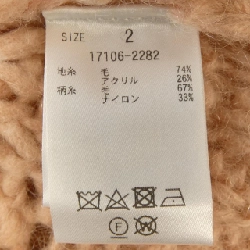 SIZE 2
17106-2282
地糸 毛 74%
アクリル 26%
柄糸 毛 67%
ナイロン 33%
F W